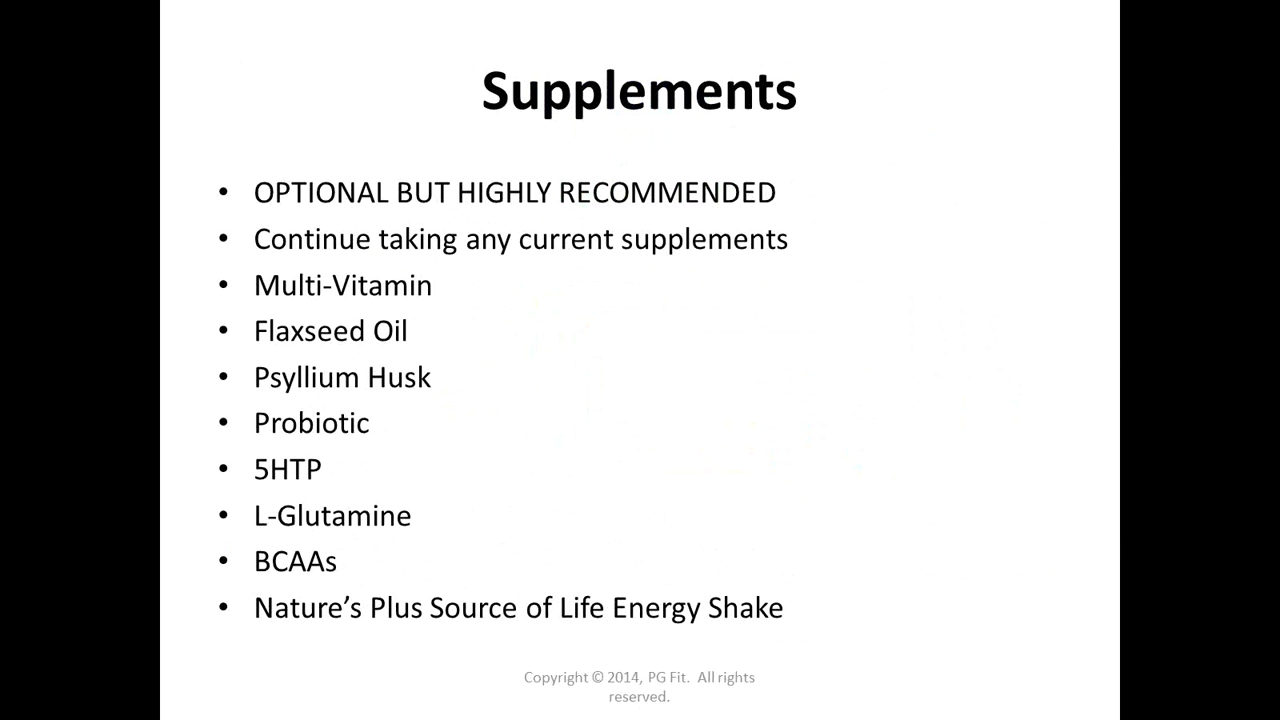 Supplements
• OPTIONAL BUT HIGHLY RECOMMENDED
• Continue taking any current supplements
• Multi-Vitamin
• Flaxseed Oil
• Psyllium Husk
• Probiotic
• 5HTP
• L-Glutamine
• BCAAs
• Nature’s Plus Source of Life Energy Shake
Copyright © 2014, PG Fit.  All rights
reserved.